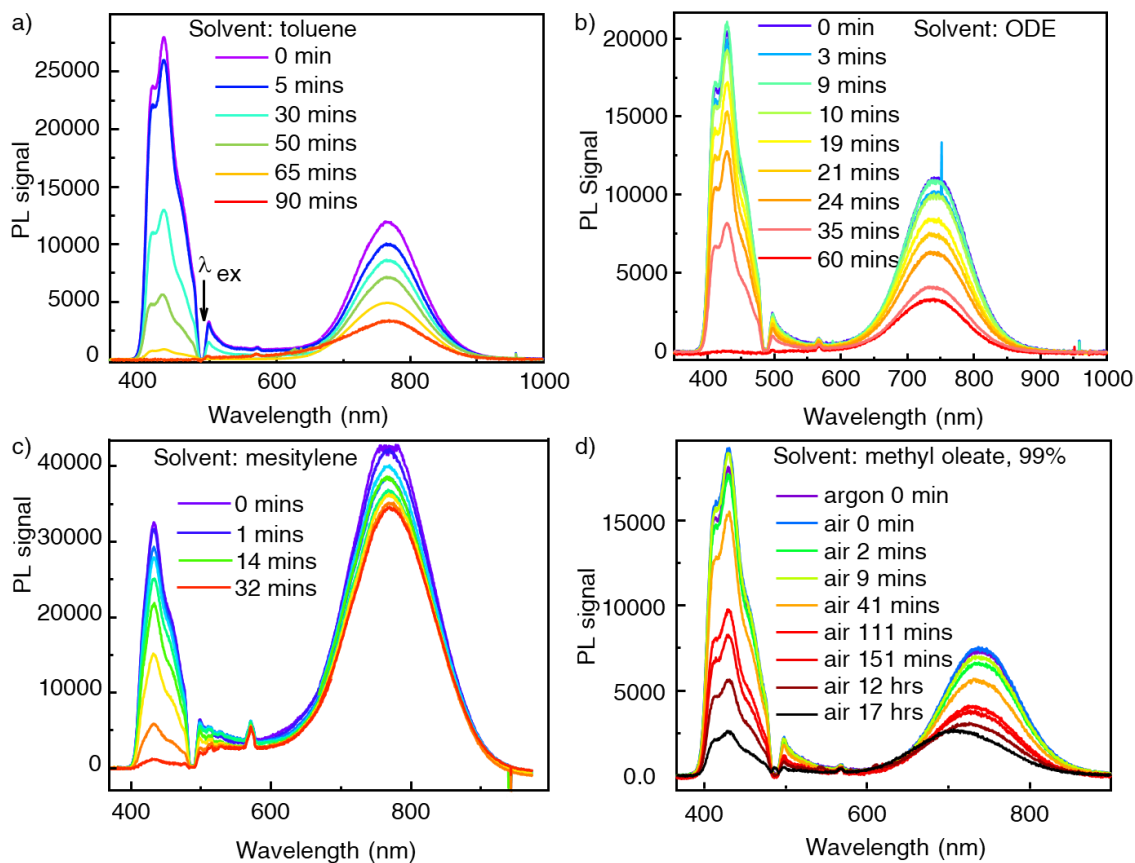 a)
Solvent: toluene
0 min
5 mins
30 mins
50 mins
65 mins
90 mins
λ ex
PL signal
25000
20000
15000
10000
5000
0
400
600
800
1000
Wavelength (nm)
b)
Solvent: ODE
0 min
3 mins
9 mins
10 mins
19 mins
21 mins
24 mins
35 mins
60 mins
PL Signal
20000
15000
10000
5000
0
400
500
600
700
800
900
1000
Wavelength (nm)
c)
Solvent: mesitylene
0 mins
1 mins
14 mins
32 mins
PL signal
40000
30000
20000
10000
0
400
600
800
Wavelength (nm)
d)
Solvent: methyl oleate, 99%
argon 0 min
air 0 min
air 2 mins
air 9 mins
air 41 mins
air 111 mins
air 151 mins
air 12 hrs
air 17 hrs
PL signal
15000
10000
5000
0.0
400
600
800
Wavelength (nm)